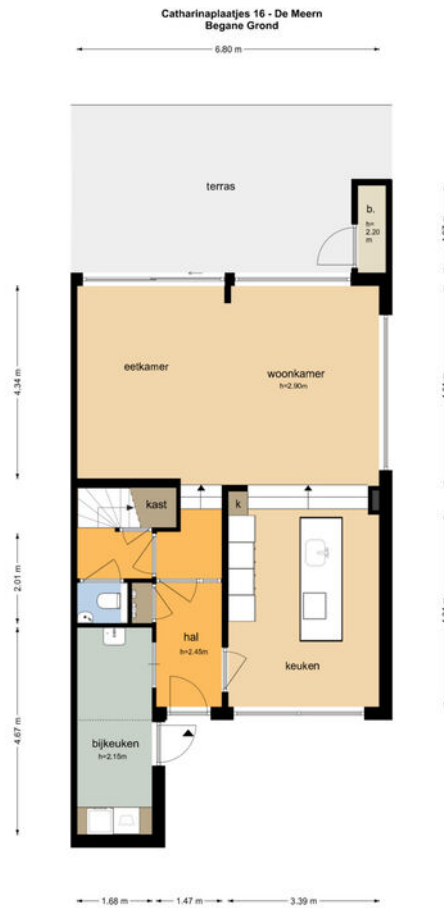 Catharinaplaatjes 16 - De Meern
Begane Grond
6.80 m
terras
b.
h=
2.20
m
4.34 m
eetkamer
woonkamer
h=2.90m
kast
k
2.01 m
hal
h=2.45m
keuken
4.67 m
bijkeuken
h=2.15m
1.68 m
1.47 m
3.39 m